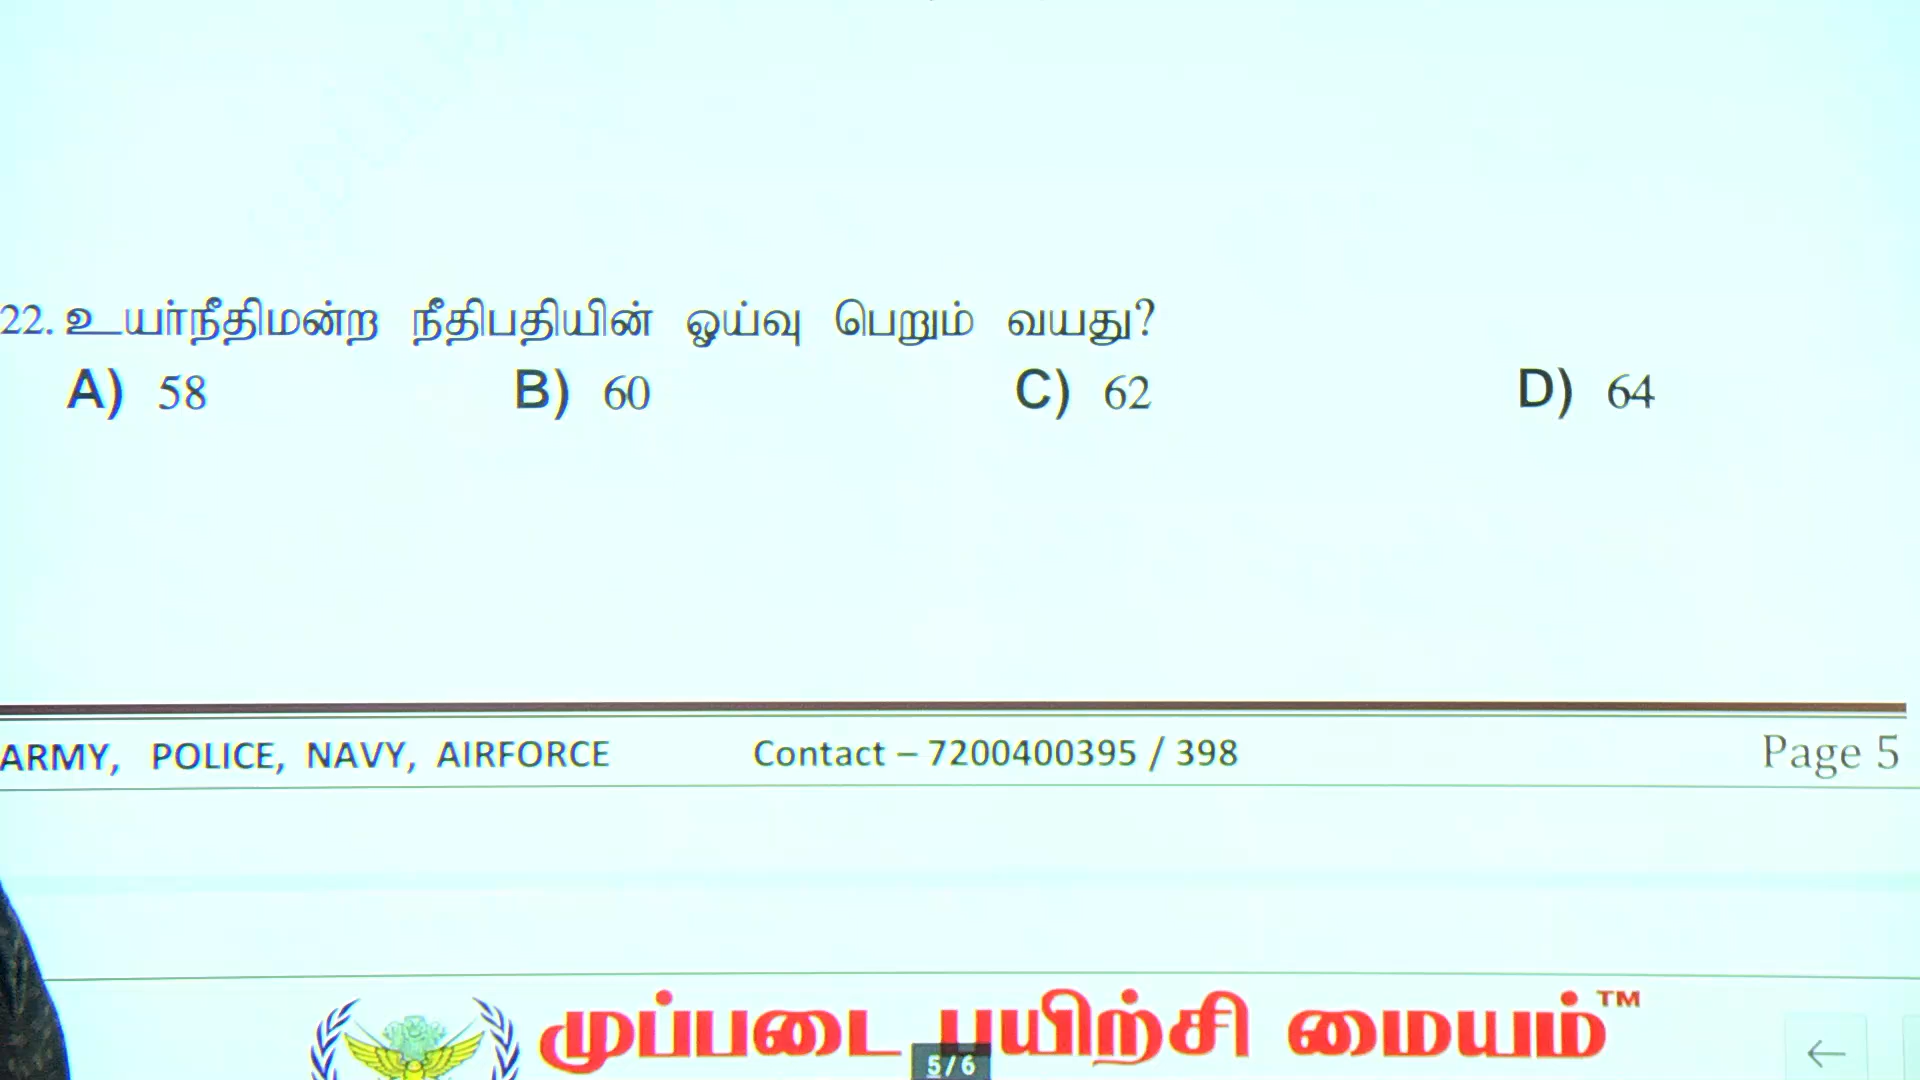 22. உயர்நீதிமன்ற நீதிபதியின் ஓய்வு பெறும் வயது?
A) 58 B) 60 C) 62 D) 64
ARMY, POLICE, NAVY, AIRFORCE Contact – 7200400395 / 398 Page 5
முப்படை பயிற்சி மையம்™
5/6